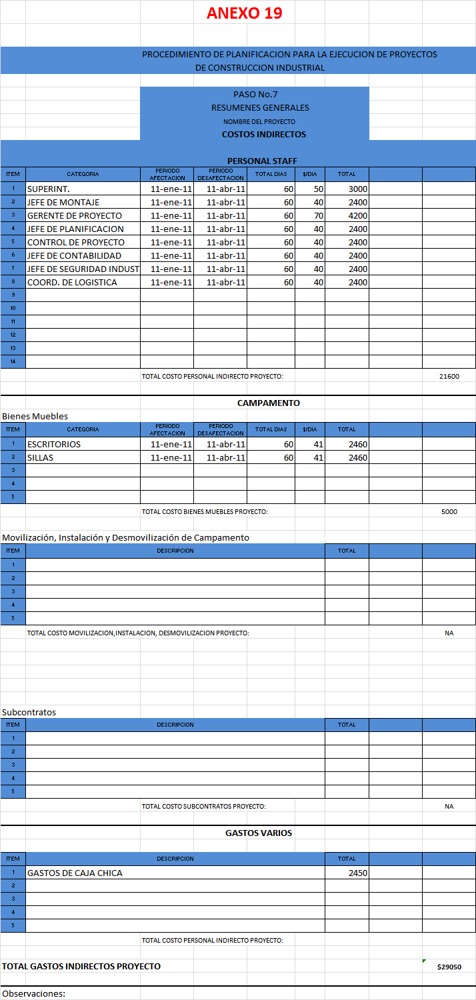 ANEXO 19
PROCEDIMIENTO DE PLANIFICACION PARA LA EJECUCION DE PROYECTOS
DE CONSTRUCCION INDUSTRIAL
PASO No.7
RESUMENES GENERALES
NOMBRE DEL PROYECTO
COSTOS INDIRECTOS
PERSONAL STAFF
ITEM CATEGORIA PERIODO AFECTACION PERIODO DESAFECTACION TOTAL DIAS $/DIA TOTAL
1 SUPERINT. 11-ene-11 11-abr-11 60 50 3000
2 JEFE DE MONTAJE 11-ene-11 11-abr-11 60 40 2400
3 GERENTE DE PROYECTO 11-ene-11 11-abr-11 60 70 4200
4 JEFE DE PLANIFICACION 11-ene-11 11-abr-11 60 40 2400
5 CONTROL DE PROYECTO 11-ene-11 11-abr-11 60 40 2400
6 JEFE DE CONTABILIDAD 11-ene-11 11-abr-11 60 40 2400
7 JEFE DE SEGURIDAD INDUST 11-ene-11 11-abr-11 60 40 2400
8 COORD. DE LOGISTICA 11-ene-11 11-abr-11 60 40 2400
9
10
11
12
13
14
TOTAL COSTO PERSONAL INDIRECTO PROYECTO: 21600
CAMPAMENTO
Bienes Muebles
ITEM CATEGORIA PERIODO AFECTACION PERIODO DESAFECTACION TOTAL DIAS $/DIA TOTAL
1 ESCRITORIOS 11-ene-11 11-abr-11 60 41 2460
2 SILLAS 11-ene-11 11-abr-11 60 41 2460
3
4
5
TOTAL COSTO BIENES MUEBLES PROYECTO: 5000
Movilización, Instalación y Desmovilización de Campamento
ITEM DESCRIPCION TOTAL
1
2
3
4
5
TOTAL COSTO MOVILIZACION,INSTALACION, DESMOVILIZACION PROYECTO: NA
Subcontratos
ITEM DESCRIPCION TOTAL
1
2
3
4
5
TOTAL COSTO SUBCONTRATOS PROYECTO: NA
GASTOS VARIOS
ITEM DESCRIPCION TOTAL
1 GASTOS DE CAJA CHICA 2450
2
3
4
5
TOTAL COSTO PERSONAL INDIRECTO PROYECTO:
TOTAL GASTOS INDIRECTOS PROYECTO $29050
Observaciones: